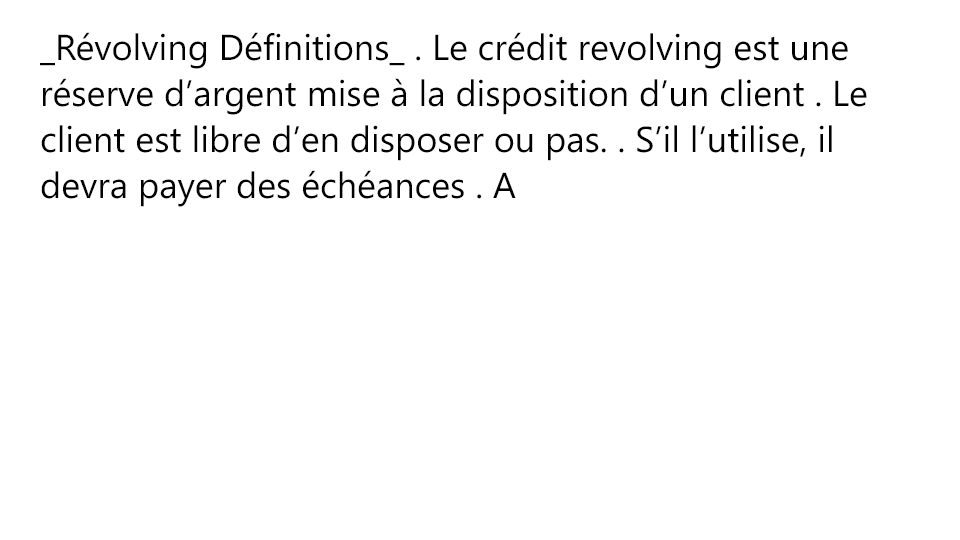 _Révolving Définitions_ . Le crédit revolving est une
réserve d’argent mise à la disposition d’un client . Le
client est libre d’en disposer ou pas. . S’il l’utilise, il
devra payer des échéances . A